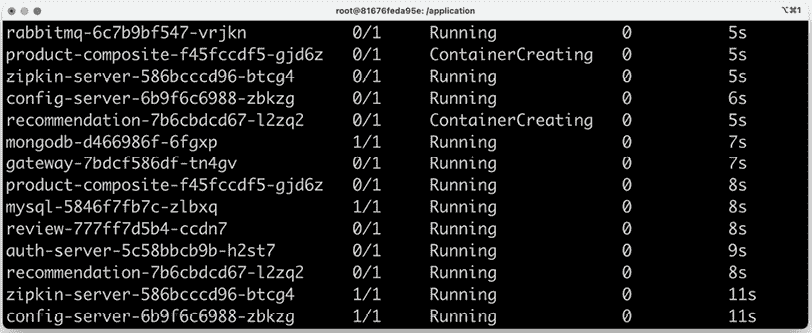 root@81676feda95e: /application
⌥⌘1
rabbitmq-6c7b9bf547-vrjkn 0/1 Running 0 5s
product-composite-f45fccdf5-gjd6z 0/1 ContainerCreating 0 5s
zipkin-server-586bcccd96-btcg4 0/1 Running 0 5s
config-server-6b9f6c6988-zbkzg 0/1 Running 0 6s
recommendation-7b6cbdcd67-l2zq2 0/1 ContainerCreating 0 5s
mongodb-d466986f-6fgxp 1/1 Running 0 7s
gateway-7bdcf586df-tn4gv 0/1 Running 0 7s
product-composite-f45fccdf5-gjd6z 0/1 Running 0 8s
mysql-5846f7fb7c-zlbxq 1/1 Running 0 8s
review-777ff7d5b4-ccdn7 0/1 Running 0 8s
auth-server-5c58bbcb9b-h2st7 0/1 Running 0 9s
recommendation-7b6cbdcd67-l2zq2 0/1 Running 0 8s
zipkin-server-586bcccd96-btcg4 1/1 Running 0 11s
config-server-6b9f6c6988-zbkzg 1/1 Running 0 11s